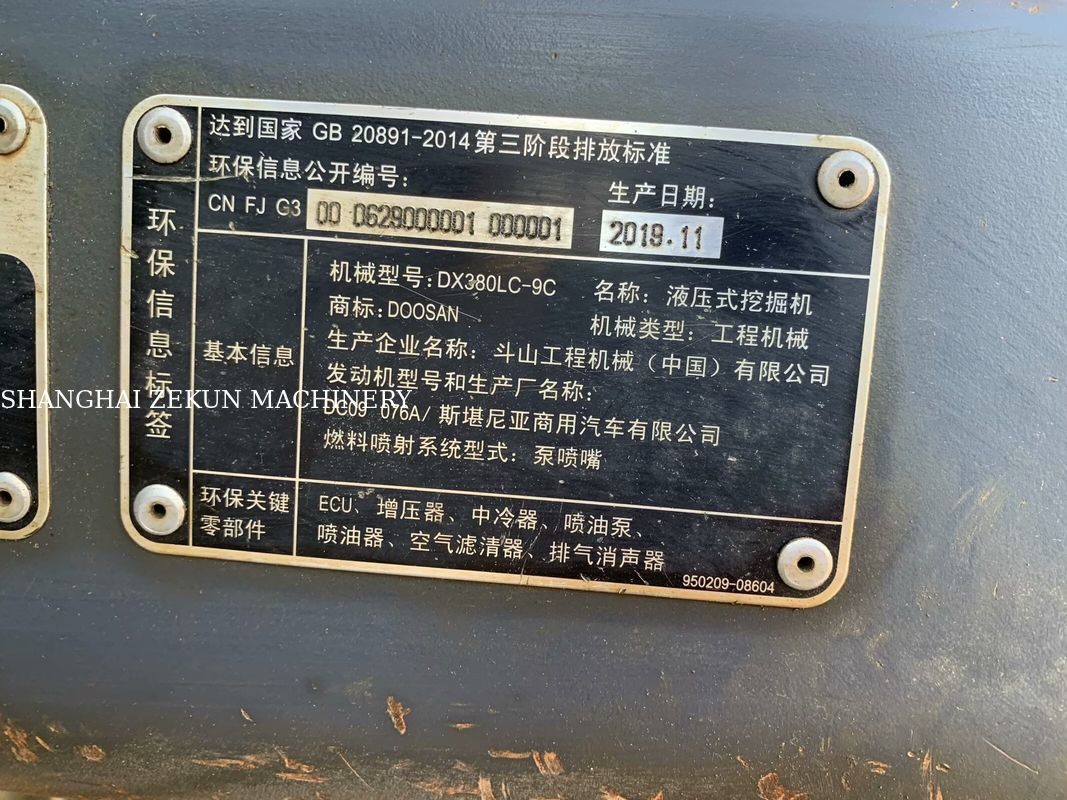 达到国家 GB 20891-2014第三阶段排放标准
环保信息公开编号:
生产日期:
CN FJ G3 00 0629000001 000001
2019.11
环保信息标签
基本信息
机械型号:DX380LC-9C
名称: 液压式挖掘机
商标:DOOSAN
机械类型: 工程机械
生产企业名称: 斗山工程机械（中国）有限公司
发动机型号和生产厂名称:
DC09 076A/ 斯堪尼亚商用汽车有限公司
燃料喷射系统型式: 泵喷嘴
环保关键
零部件
ECU、增压器、中冷器、喷油泵、
喷油器、空气滤清器、排气消声器
950209-08604
SHANGHAI ZEKUN MACHINERY